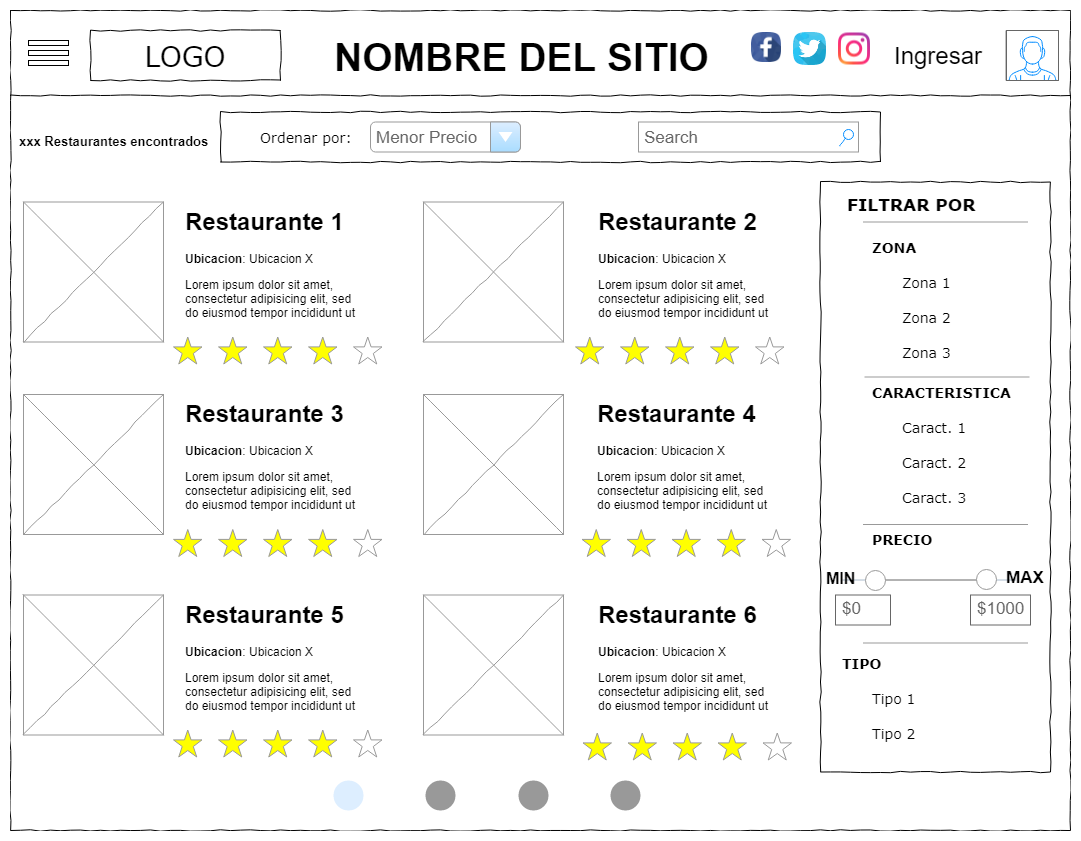 LOGO
NOMBRE DEL SITIO
Ingresar
xxx Restaurantes encontrados
Ordenar por:
Menor Precio
Search
Restaurante 1
Ubicacion: Ubicacion X
Lorem ipsum dolor sit amet,
consectetur adipisicing elit, sed
do eiusmod tempor incididunt ut
Restaurante 2
Ubicacion: Ubicacion X
Lorem ipsum dolor sit amet,
consectetur adipisicing elit, sed
do eiusmod tempor incididunt ut
Restaurante 3
Ubicacion: Ubicacion X
Lorem ipsum dolor sit amet,
consectetur adipisicing elit, sed
do eiusmod tempor incididunt ut
Restaurante 4
Ubicacion: Ubicacion X
Lorem ipsum dolor sit amet,
consectetur adipisicing elit, sed
do eiusmod tempor incididunt ut
Restaurante 5
Ubicacion: Ubicacion X
Lorem ipsum dolor sit amet,
consectetur adipisicing elit, sed
do eiusmod tempor incididunt ut
Restaurante 6
Ubicacion: Ubicacion X
Lorem ipsum dolor sit amet,
consectetur adipisicing elit, sed
do eiusmod tempor incididunt ut
FILTRAR POR
ZONA
Zona 1
Zona 2
Zona 3
CARACTERISTICA
Caract. 1
Caract. 2
Caract. 3
PRECIO
MIN MAX
$0 $1000
TIPO
Tipo 1
Tipo 2